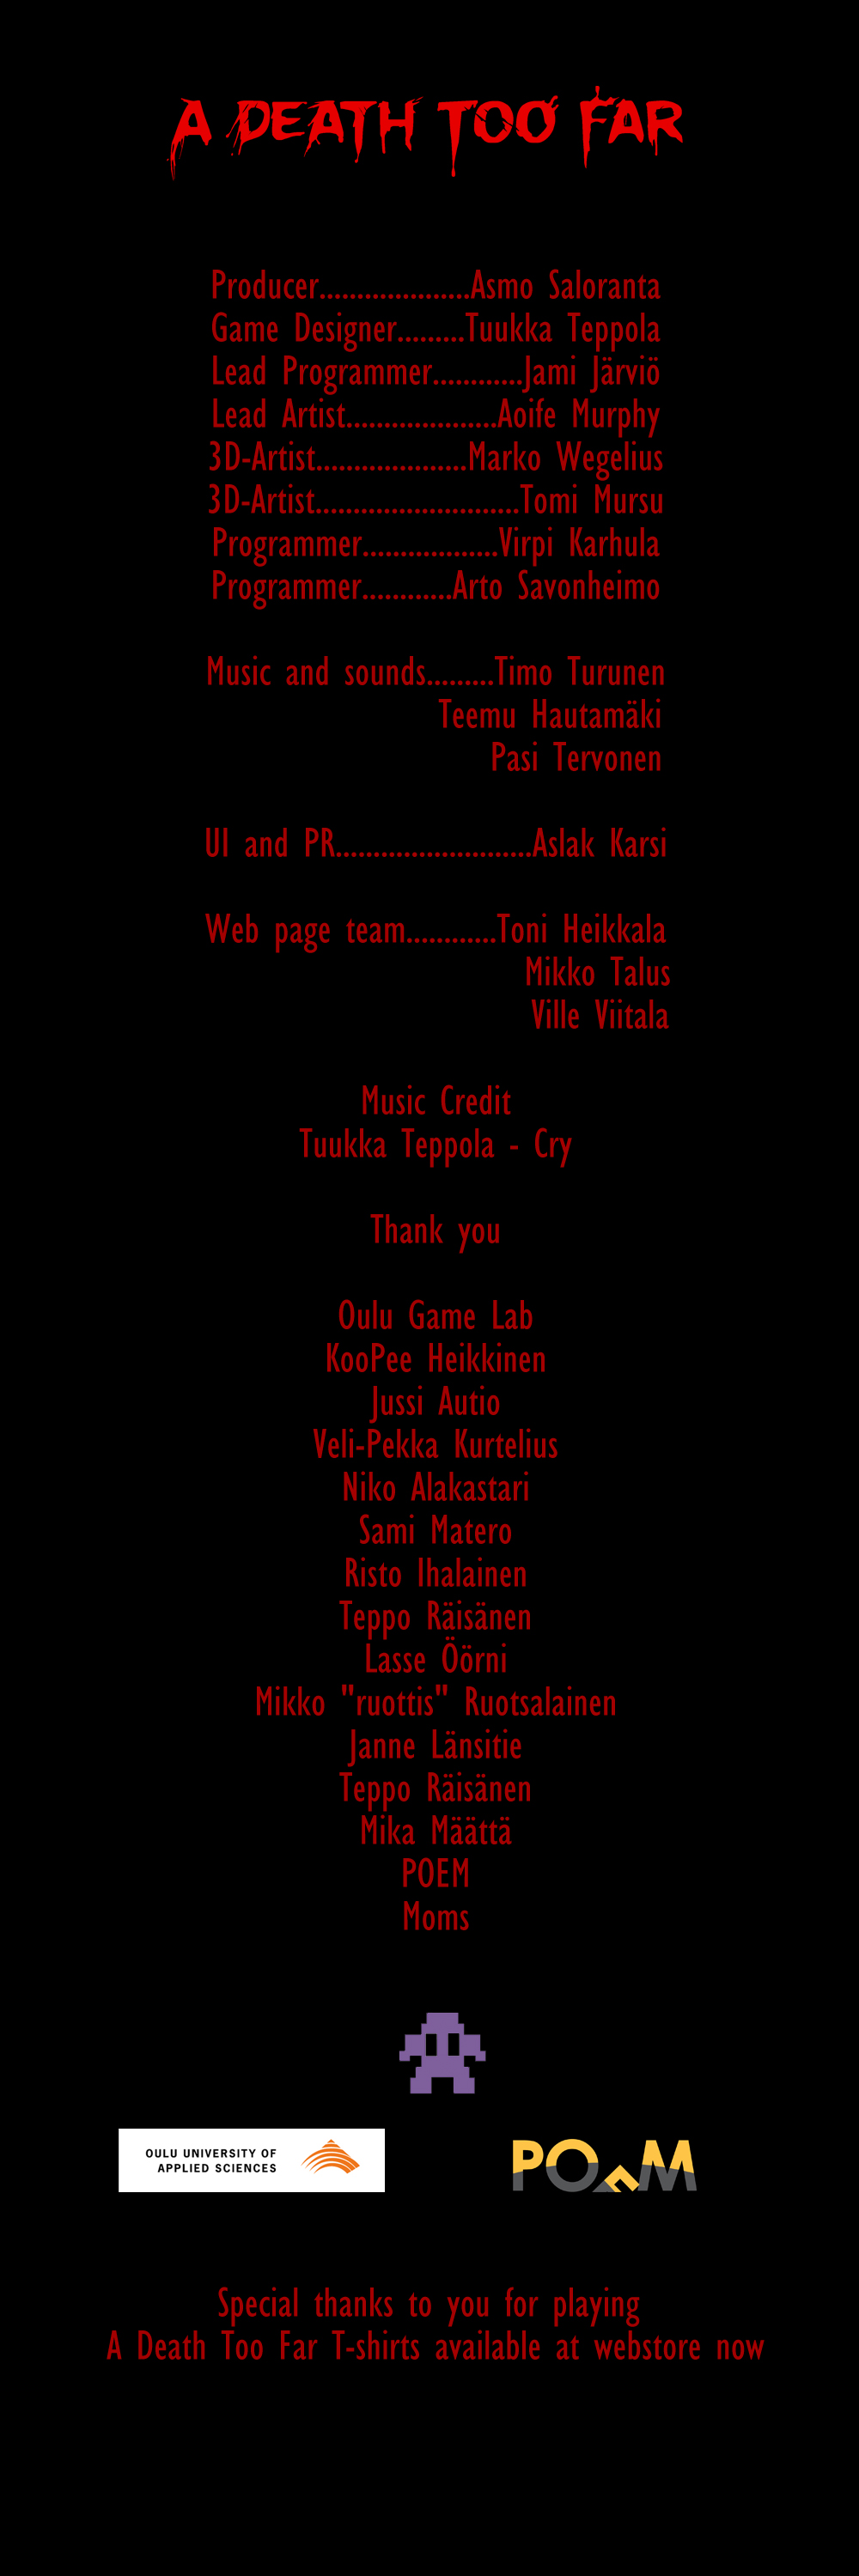 A DEATH TOO FAR
Producer....................Asmo Saloranta
Game Designer.........Tuukka Teppola
Lead Programmer............Jami Järviö
Lead Artist....................Aoife Murphy
3D-Artist....................Marko Wegelius
3D-Artist...........................Tomi Mursu
Programmer..................Virpi Karhula
Programmer............Arto Savonheimo
Music and sounds.........Timo Turunen
Teemu Hautamäki
Pasi Tervonen
UI and PR..........................Aslak Karsi
Web page team............Toni Heikkala
Mikko Talus
Ville Viitala
Music Credit
Tuukka Teppola - Cry
Thank you
Oulu Game Lab
KooPee Heikkinen
Jussi Autio
Veli-Pekka Kurtelius
Niko Alakastari
Sami Matero
Risto Ihalainen
Teppo Räisänen
Lasse Öörni
Mikko "ruottis" Ruotsalainen
Janne Länsitie
Teppo Räisänen
Mika Määttä
POEM
Moms
OULU UNIVERSITY OF
APPLIED SCIENCES
POEM
Special thanks to you for playing
A Death Too Far T-shirts available at webstore now